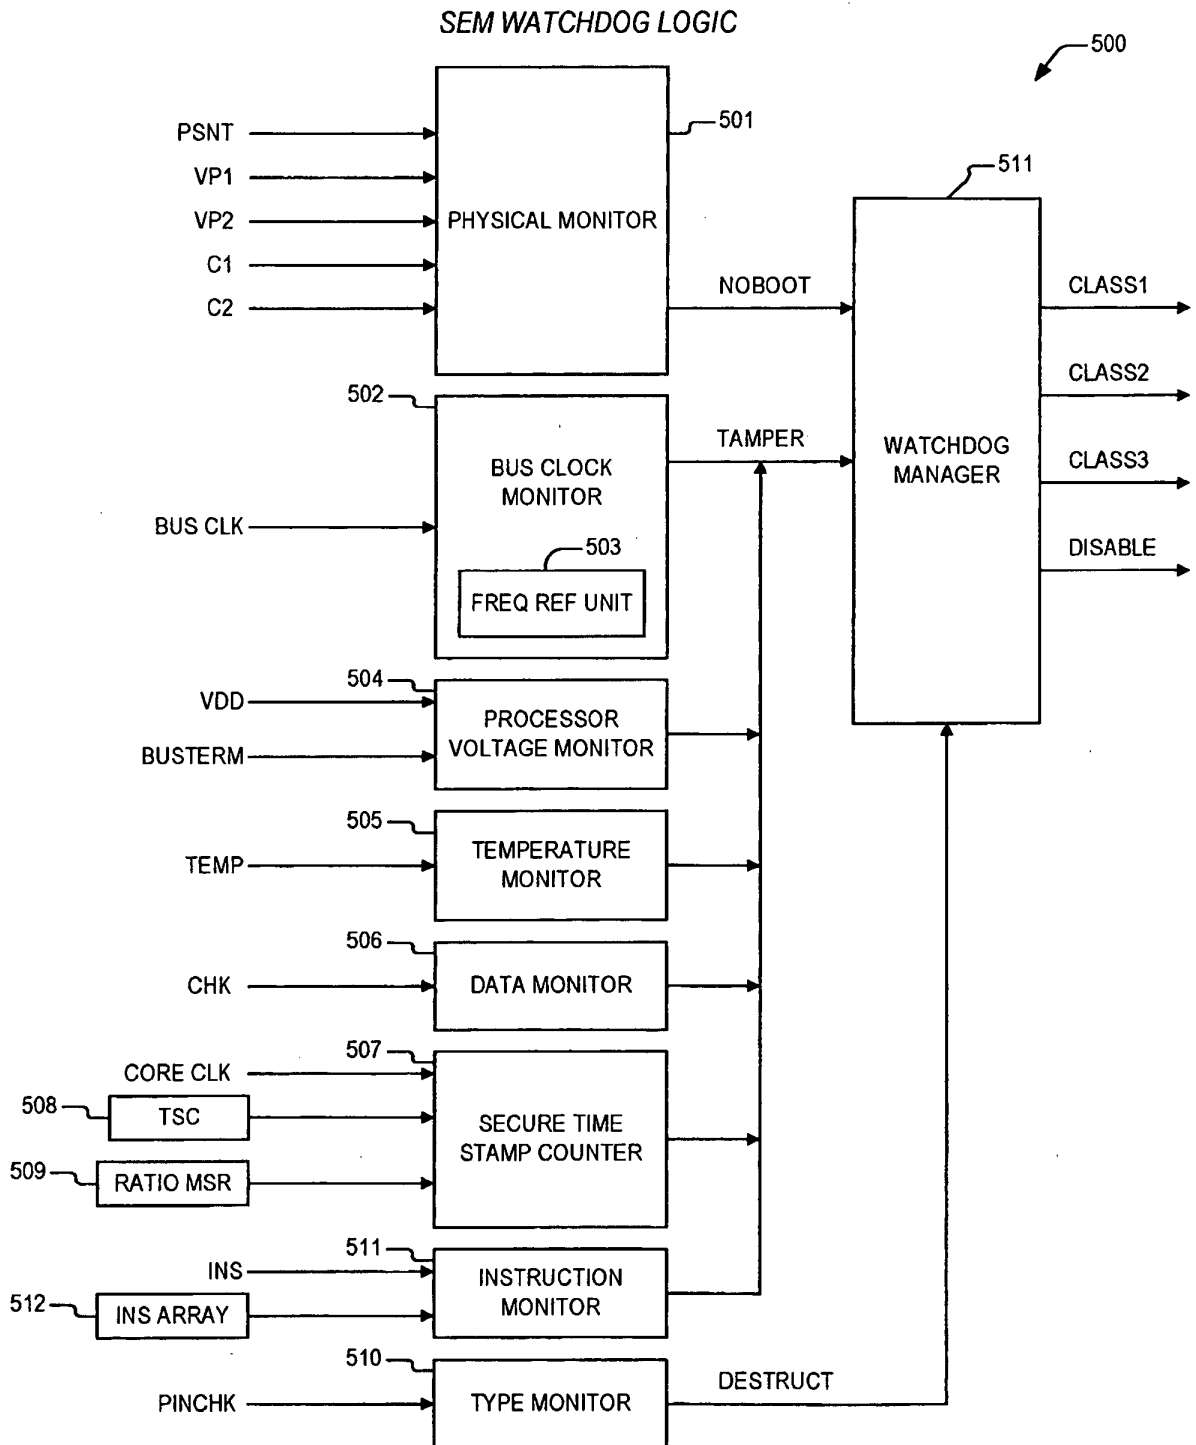 SEM WATCHDOG LOGIC
500
PSNT
VP1
VP2
C1
C2
PHYSICAL MONITOR
501
NOBOOT
511
WATCHDOG
MANAGER
CLASS1
CLASS2
CLASS3
DISABLE
502
BUS CLOCK
MONITOR
BUS CLK
503
FREQ REF UNIT
TAMPER
504
VDD
BUSTERM
PROCESSOR
VOLTAGE MONITOR
505
TEMP
TEMPERATURE
MONITOR
506
CHK
DATA MONITOR
507
CORE CLK
508
TSC
509
RATIO MSR
SECURE TIME
STAMP COUNTER
511
INS
512
INS ARRAY
INSTRUCTION
MONITOR
510
PINCHK
TYPE MONITOR
DESTRUCT